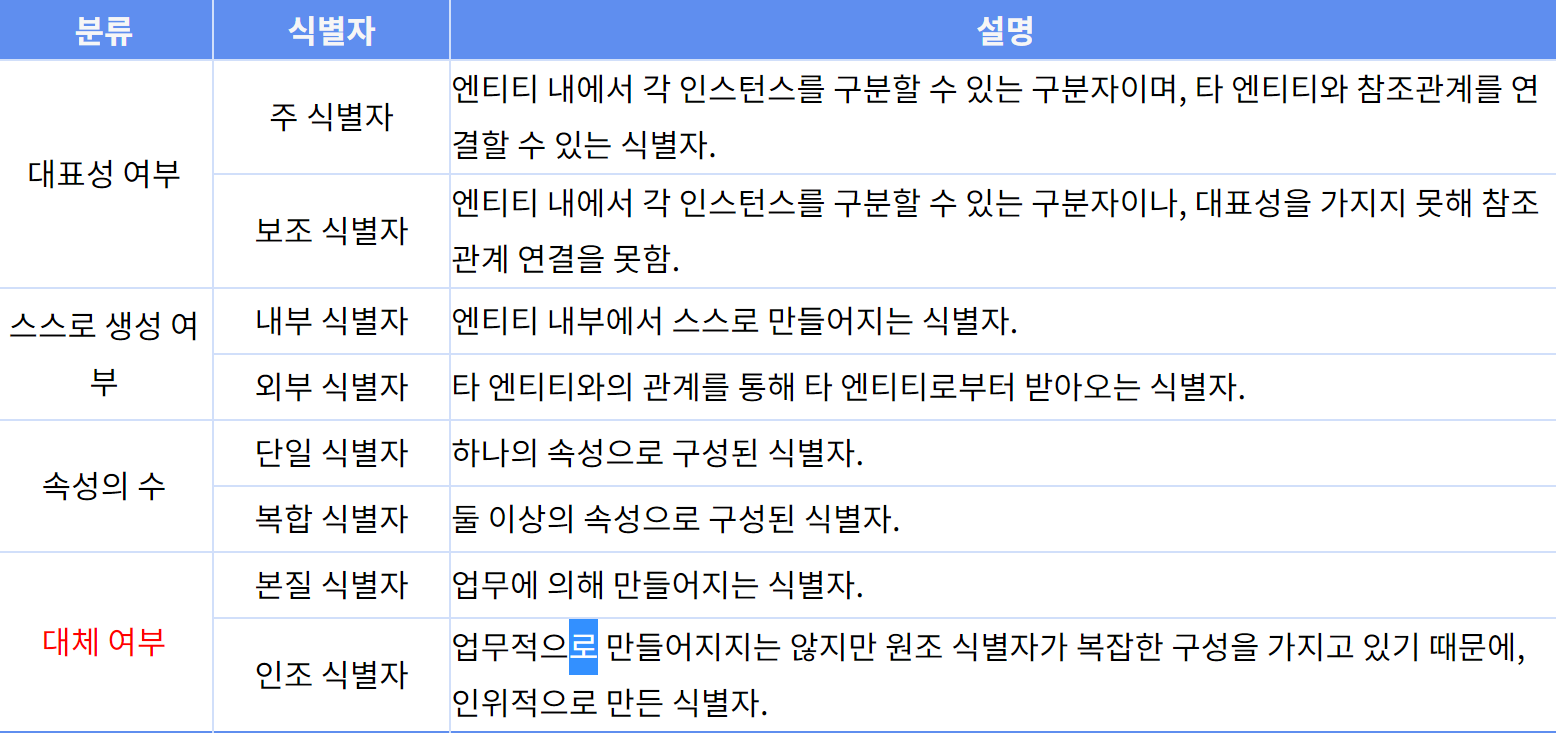 분류 식별자 설명
대표성 여부
주 식별자
엔티티 내에서 각 인스턴스를 구분할 수 있는 구분자이며, 타 엔티티와 참조관계를 연
결할 수 있는 식별자.
보조 식별자
엔티티 내에서 각 인스턴스를 구분할 수 있는 구분자이나, 대표성을 가지지 못해 참조
관계 연결을 못함.
스스로 생성 여
부
내부 식별자
엔티티 내부에서 스스로 만들어지는 식별자.
외부 식별자
타 엔티티와의 관계를 통해 타 엔티티로부터 받아오는 식별자.
속성의 수
단일 식별자
하나의 속성으로 구성된 식별자.
복합 식별자
둘 이상의 속성으로 구성된 식별자.
대체 여부
본질 식별자
업무에 의해 만들어지는 식별자.
인조 식별자
업무적으로 만들어지지는 않지만 원조 식별자가 복잡한 구성을 가지고 있기 때문에,
인위적으로 만든 식별자.